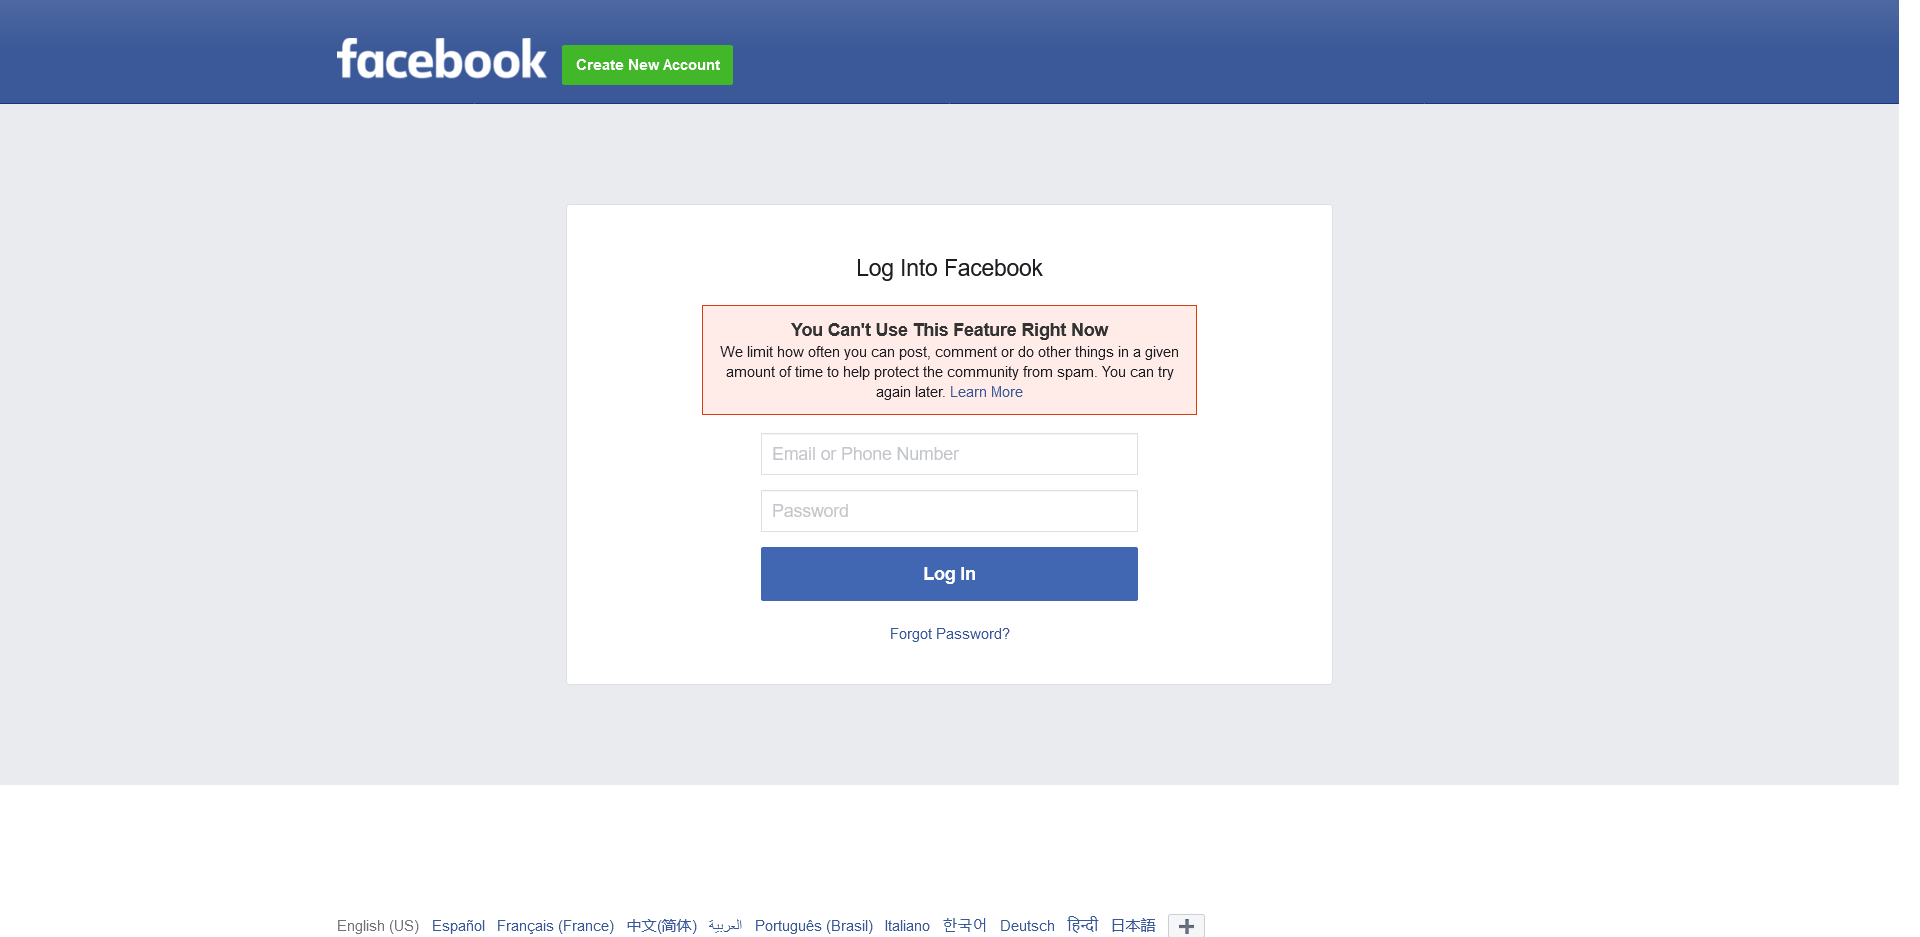 facebook
Create New Account
Log Into Facebook
You Can't Use This Feature Right Now
We limit how often you can post, comment or do other things in a given
amount of time to help protect the community from spam. You can try
again later. Learn More
Email or Phone Number
Password
Log In
Forgot Password?
English (US) Español Français (France) 中文(简体) العربية Português (Brasil) Italiano 한국어 Deutsch हिन्दी 日本語